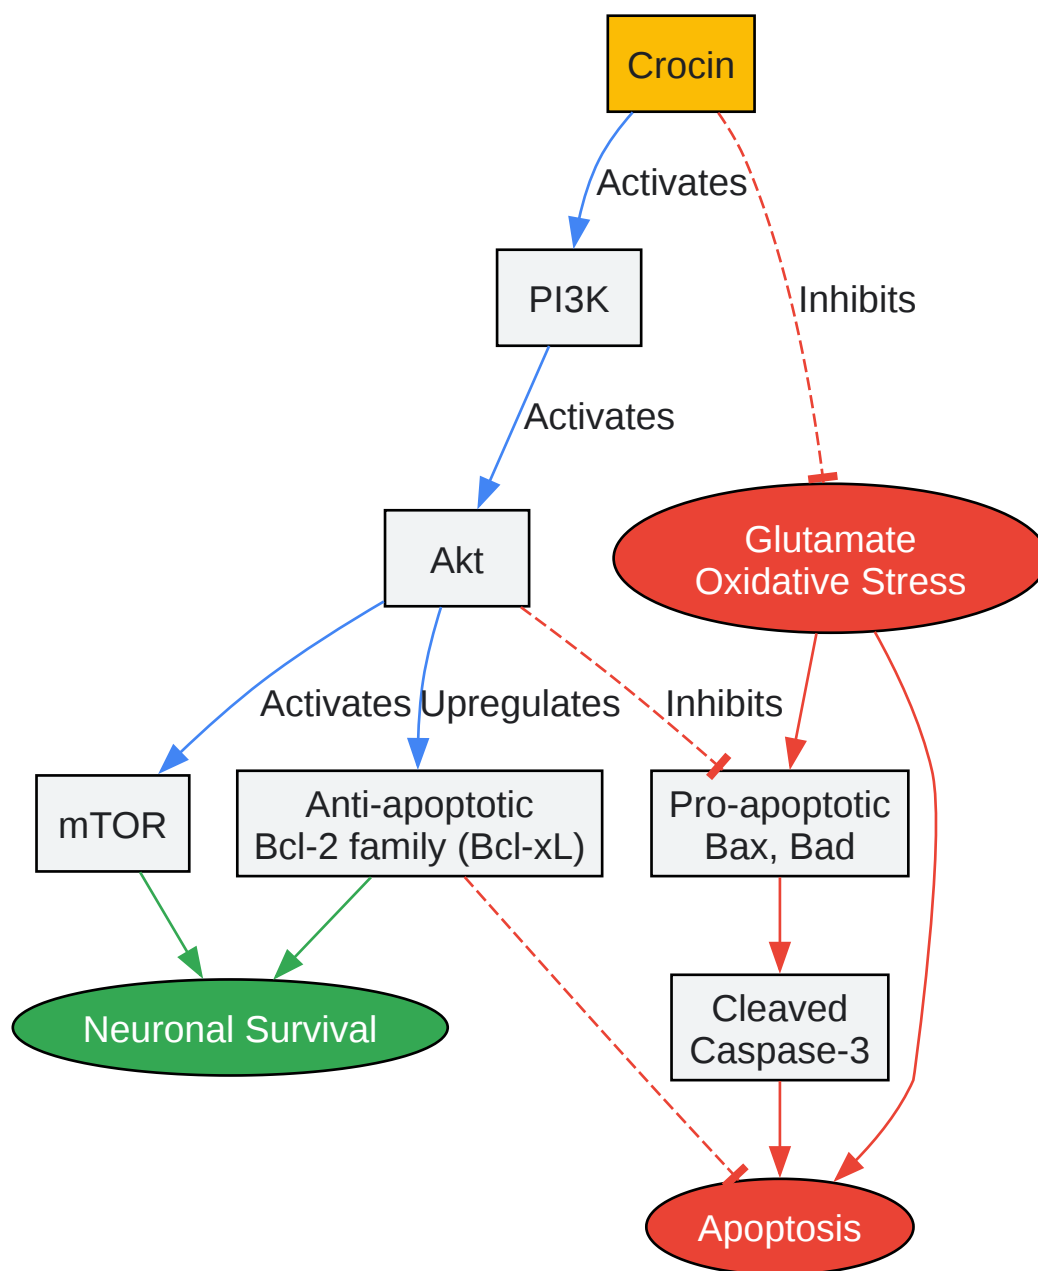 Crocin
Activates
PI3K
Inhibits
Activates
Glutamate
Oxidative Stress
Akt
Activates
Upregulates
Inhibits
mTOR
Anti-apoptotic
Bcl-2 family (Bcl-xL)
Pro-apoptotic
Bax, Bad
Cleaved
Caspase-3
Neuronal Survival
Apoptosis